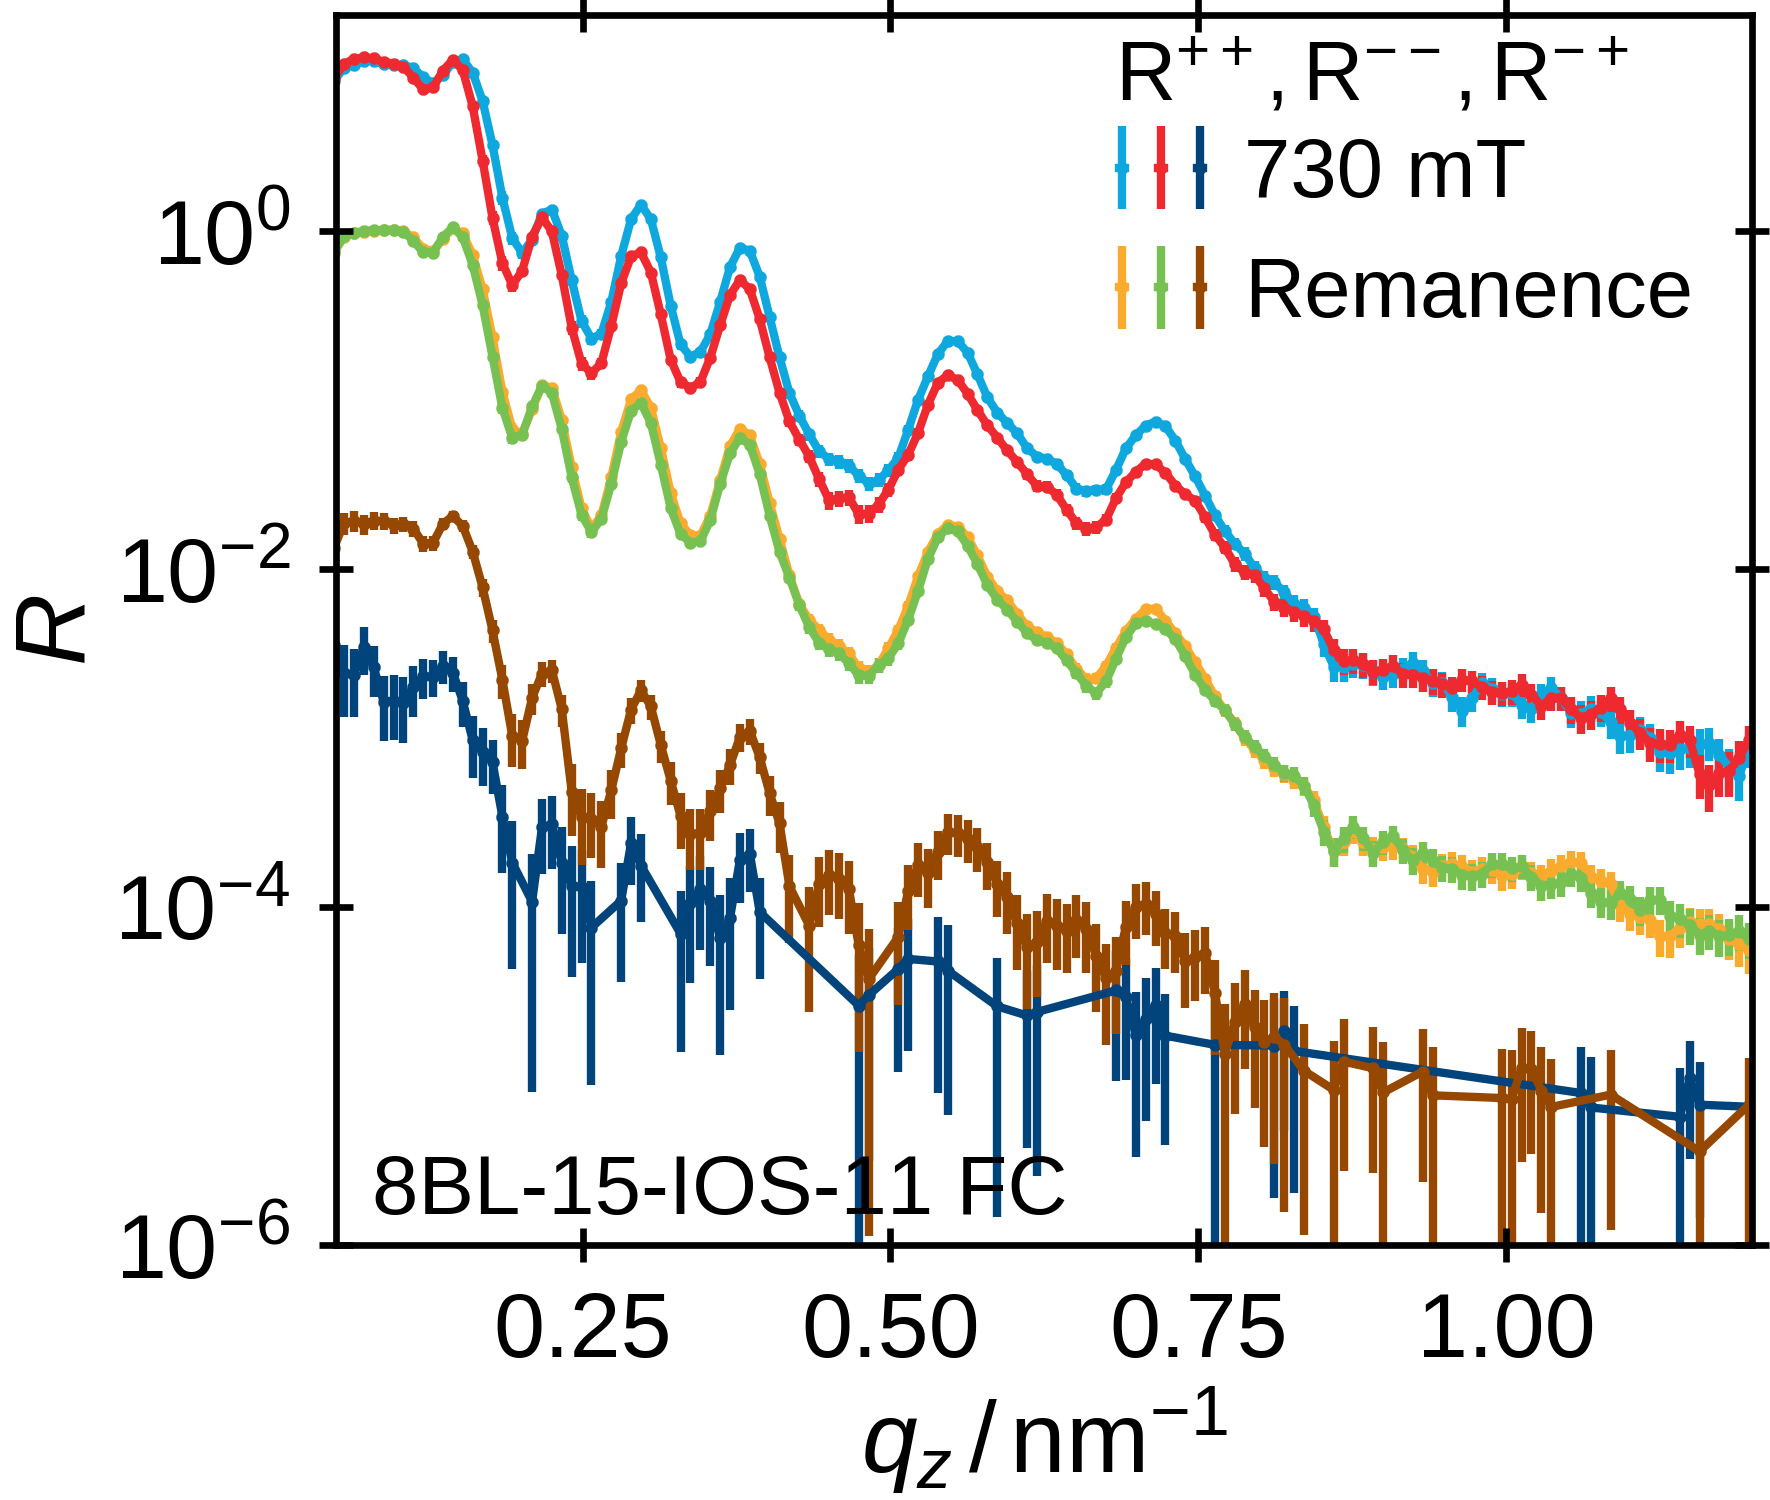 R⁺⁺, R⁻⁻, R⁻⁺
730 mT
Remanence
10⁰
10⁻²
10⁻⁴
10⁻⁶
R
8BL-15-IOS-11 FC
0.25 0.50 0.75 1.00
q_z / nm⁻¹